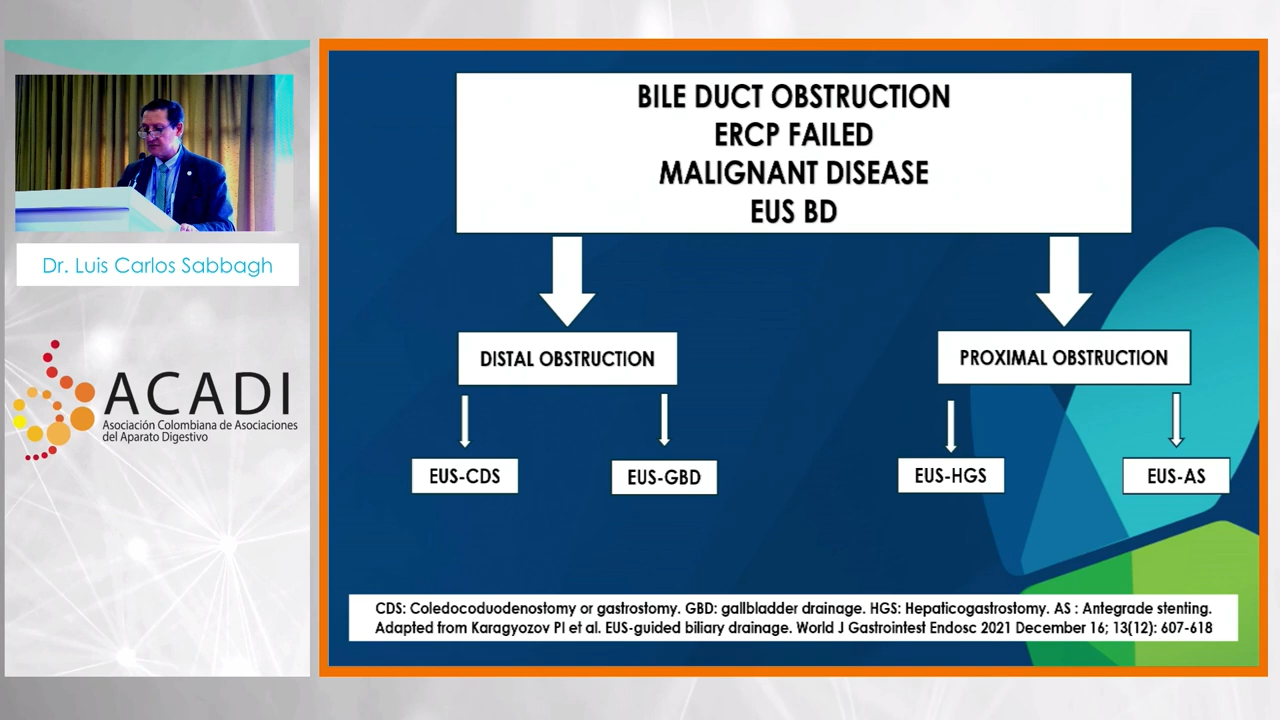 Dr. Luis Carlos Sabbagh
ACADI
Asociación Colombiana de Asociaciones
del Aparato Digestivo
BILE DUCT OBSTRUCTION
ERCP FAILED
MALIGNANT DISEASE
EUS BD
DISTAL OBSTRUCTION
PROXIMAL OBSTRUCTION
EUS-CDS
EUS-GBD
EUS-HGS
EUS-AS
CDS: Coledocoduodenostomy or gastrostomy. GBD: gallbladder drainage. HGS: Hepaticogastrostomy. AS : Antegrade stenting.
Adapted from Karagyozov PI et al. EUS-guided biliary drainage. World J Gastrointest Endosc 2021 December 16; 13(12): 607-618